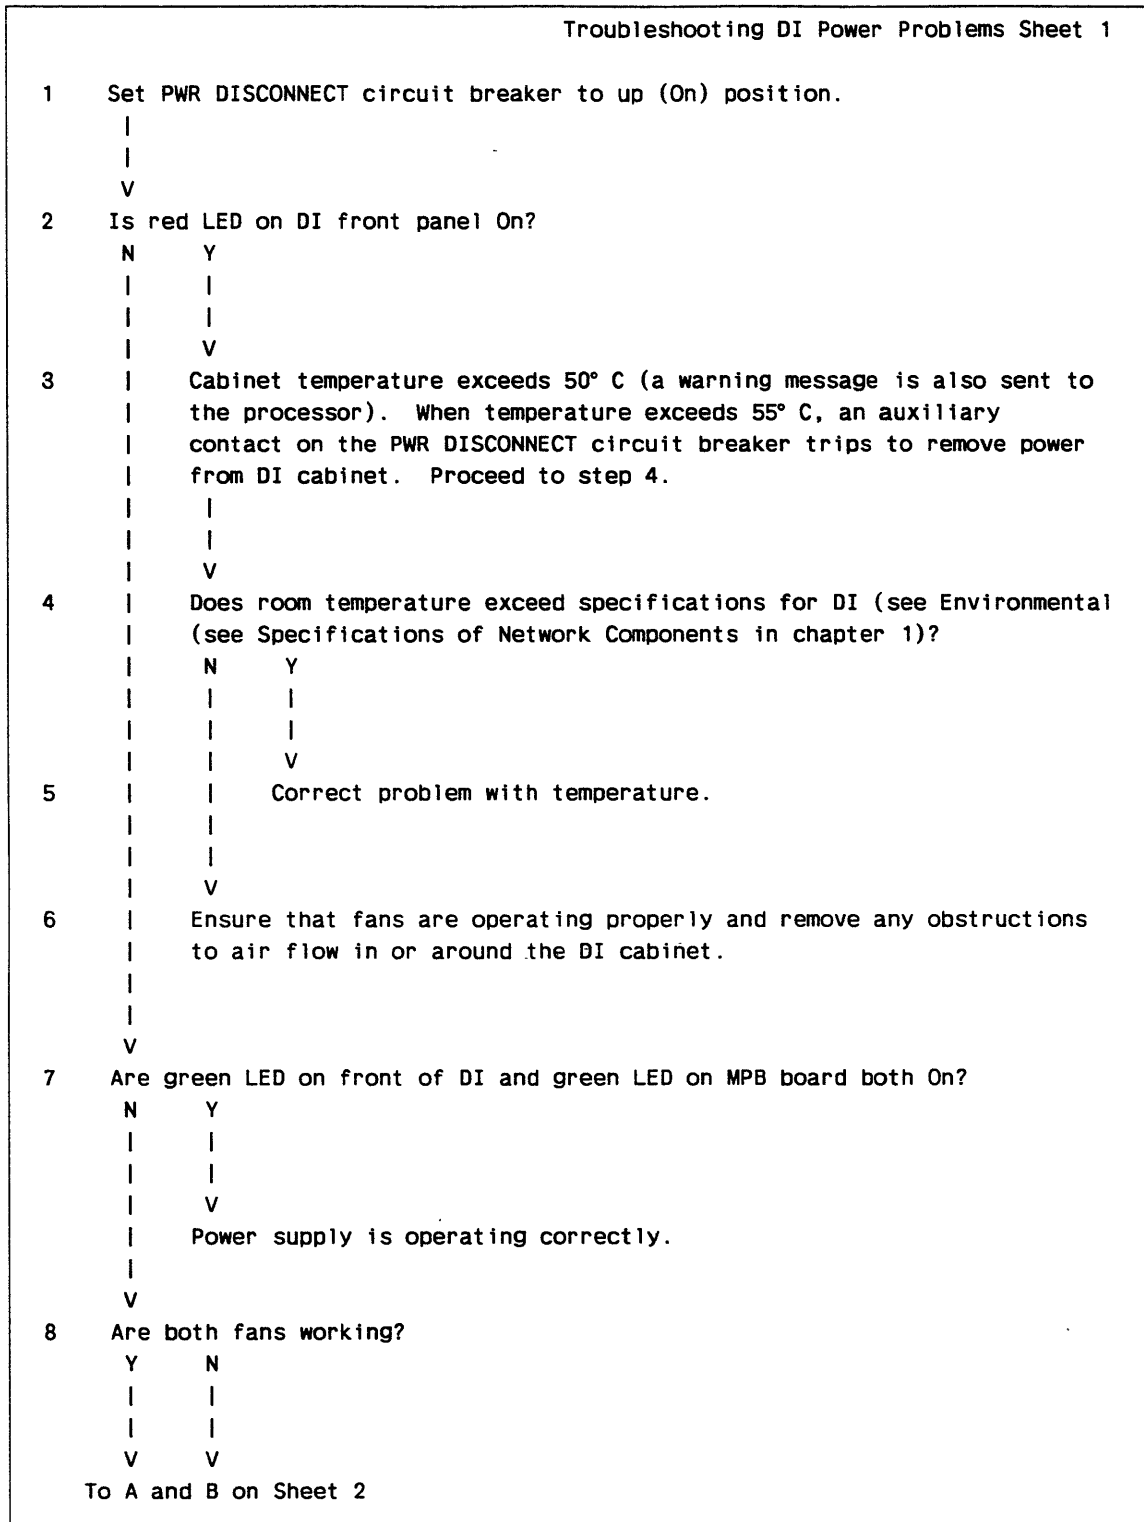 Troubleshooting DI Power Problems Sheet 1
1 Set PWR DISCONNECT circuit breaker to up (On) position.
|
|
V
2 Is red LED on DI front panel On?
N Y
| |
| |
| V
3 | Cabinet temperature exceeds 50° C (a warning message is also sent to
| the processor). When temperature exceeds 55° C, an auxiliary
| contact on the PWR DISCONNECT circuit breaker trips to remove power
| from DI cabinet. Proceed to step 4.
| |
| |
| V
4 | Does room temperature exceed specifications for DI (see Environmental
| (see Specifications of Network Components in chapter 1)?
| N Y
| | |
| | |
| | V
5 | | Correct problem with temperature.
| |
| |
| V
6 | Ensure that fans are operating properly and remove any obstructions
| to air flow in or around the DI cabinet.
|
|
V
7 Are green LED on front of DI and green LED on MPB board both On?
N Y
| |
| |
| V
| Power supply is operating correctly.
|
V
8 Are both fans working?
Y N
| |
| |
V V
To A and B on Sheet 2